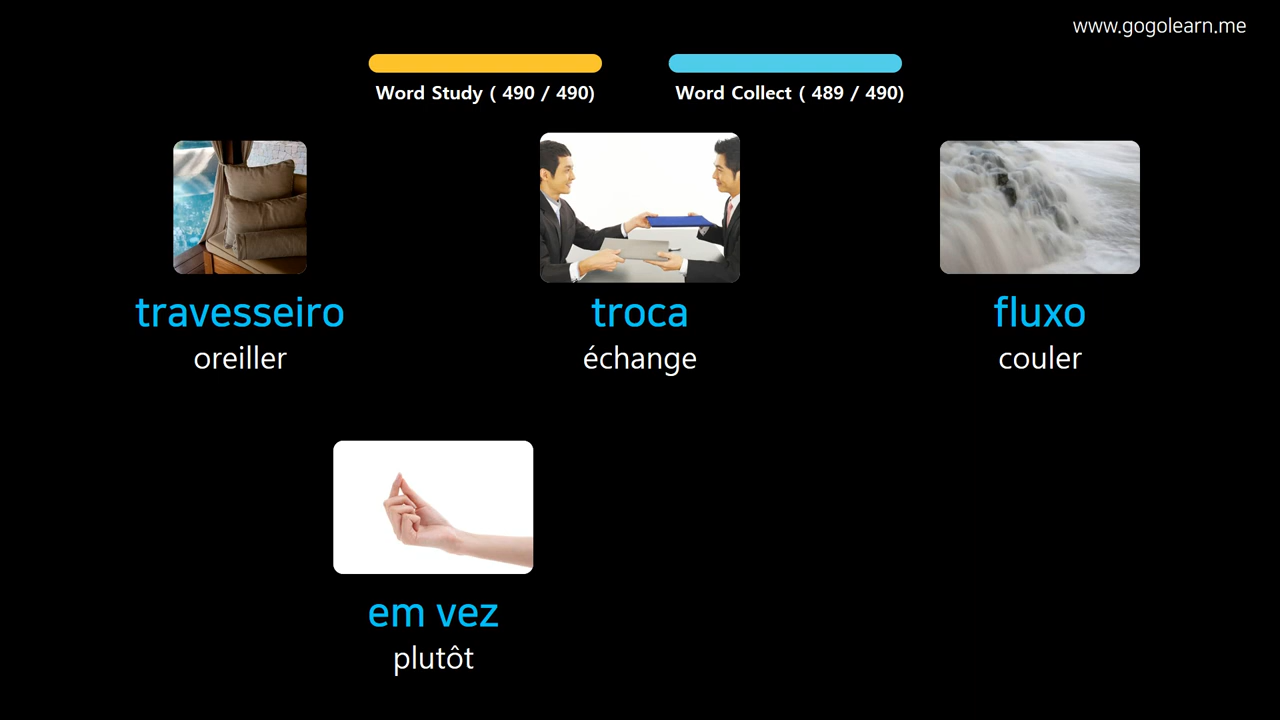 www.gogolearn.me
Word Study ( 490 / 490)
Word Collect ( 489 / 490)
travesseiro
oreiller
troca
échange
fluxo
couler
em vez
plutôt